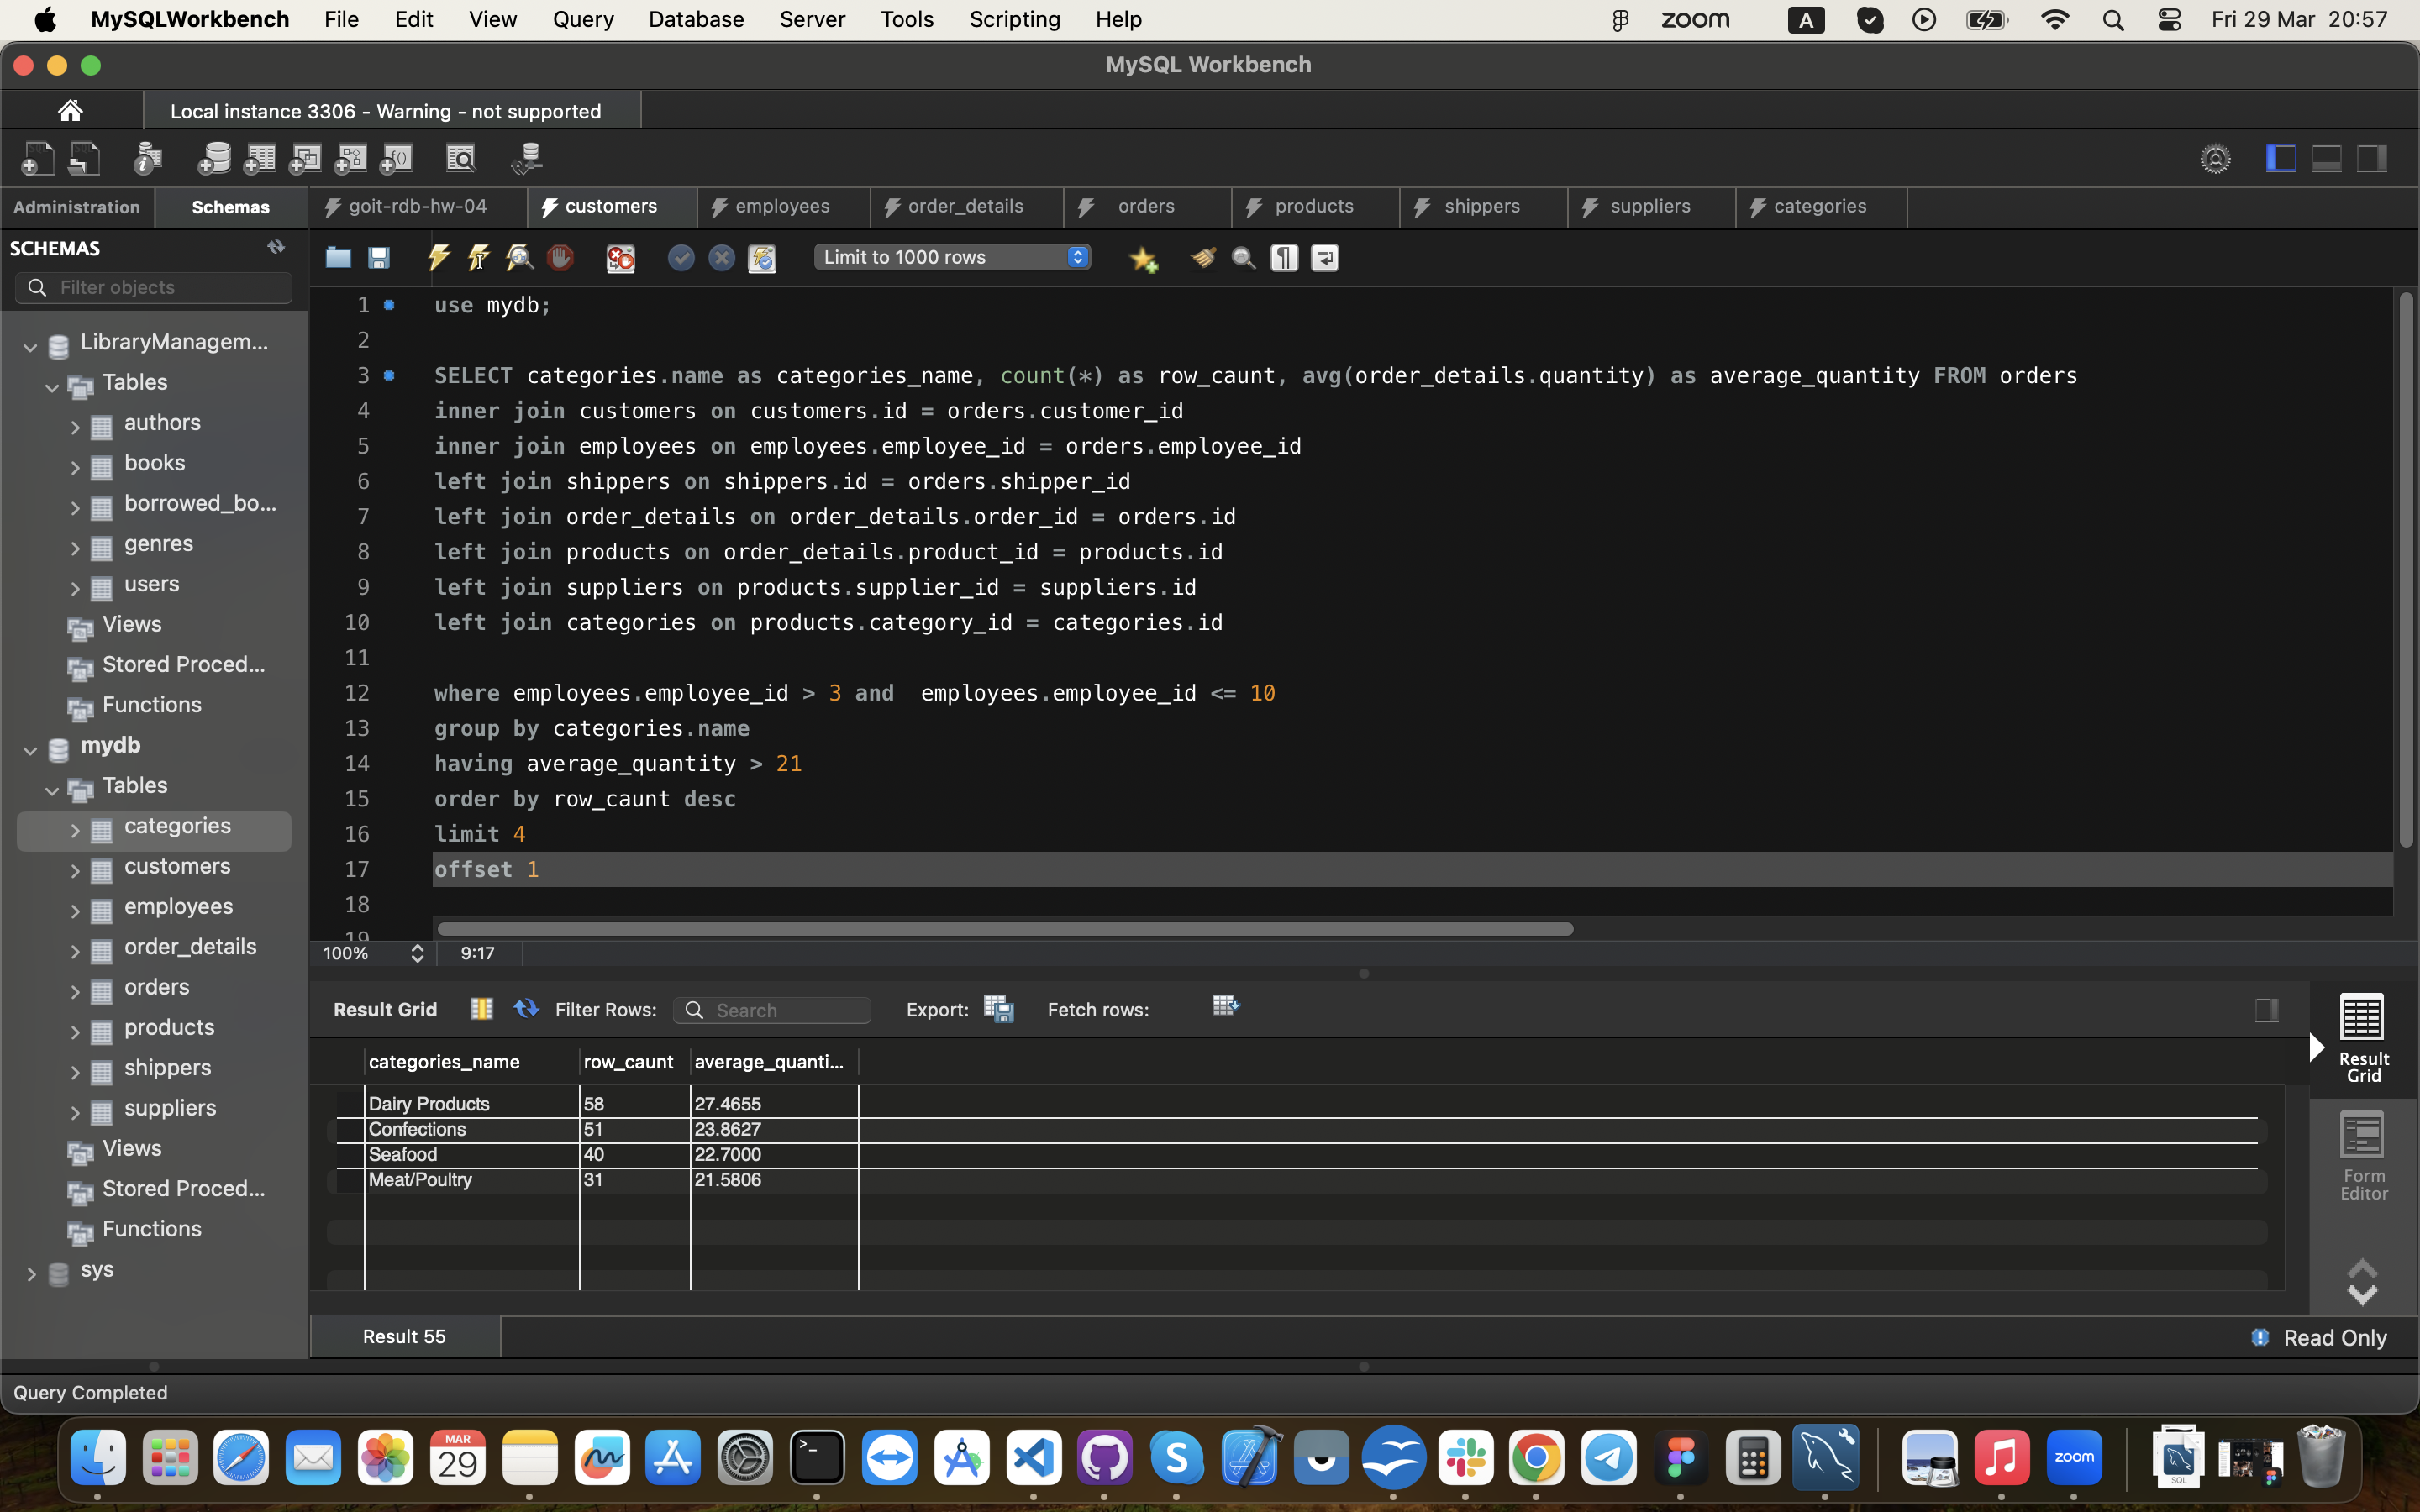 MySQLWorkbench File Edit View Query Database Server Tools Scripting Help zoom A Fri 29 Mar 20:57
MySQL Workbench
Local instance 3306 - Warning - not supported
Administration Schemas goit-rdb-hw-04 customers employees order_details orders products shippers suppliers categories
SCHEMAS
Limit to 1000 rows
Filter objects
LibraryManagem...
Tables
authors
books
borrowed_bo...
genres
users
Views
Stored Proced...
Functions
mydb
Tables
categories
customers
employees
order_details
orders
products
shippers
suppliers
Views
Stored Proced...
Functions
sys
1 use mydb;
2
3 SELECT categories.name as categories_name, count(*) as row_caunt, avg(order_details.quantity) as average_quantity FROM orders
4 inner join customers on customers.id = orders.customer_id
5 inner join employees on employees.employee_id = orders.employee_id
6 left join shippers on shippers.id = orders.shipper_id
7 left join order_details on order_details.order_id = orders.id
8 left join products on order_details.product_id = products.id
9 left join suppliers on products.supplier_id = suppliers.id
10 left join categories on products.category_id = categories.id
11
12 where employees.employee_id > 3 and  employees.employee_id <= 10
13 group by categories.name
14 having average_quantity > 21
15 order by row_caunt desc
16 limit 4
17 offset 1
18
19
100% 9:17
Result Grid Filter Rows: Search Export: Fetch rows:
categories_name row_caunt average_quanti...
Dairy Products 58 27.4655
Confections 51 23.8627
Seafood 40 22.7000
Meat/Poultry 31 21.5806
Result Grid
Form Editor
Result 55
Read Only
Query Completed
MAR
29
zoom
SQL